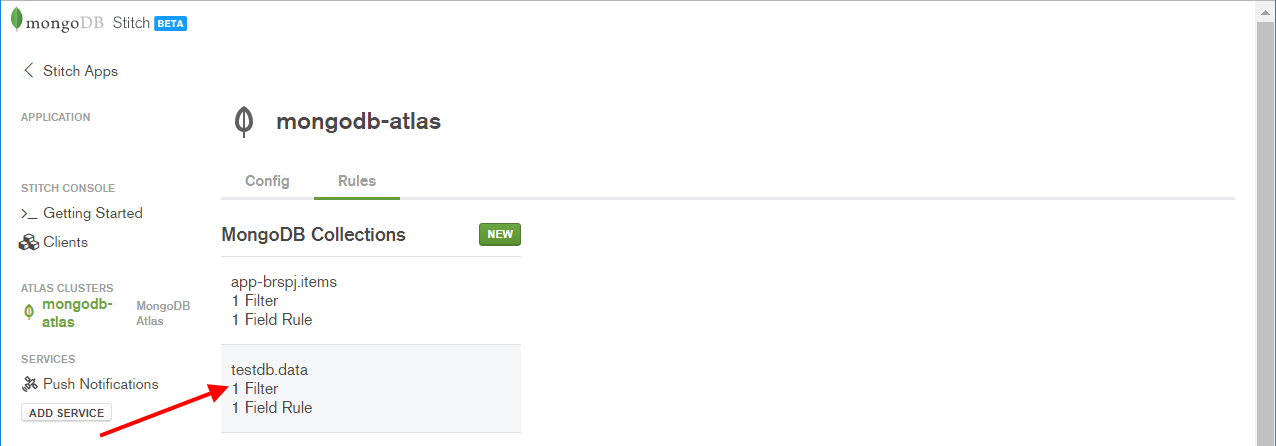 mongoDB Stitch BETA
Stitch Apps
APPLICATION
STITCH CONSOLE
Getting Started
Clients
ATLAS CLUSTERS
mongodb-
atlas
MongoDB
Atlas
SERVICES
Push Notifications
ADD SERVICE
mongodb-atlas
Config Rules
MongoDB Collections NEW
app-brspj.items
1 Filter
1 Field Rule
testdb.data
1 Filter
1 Field Rule